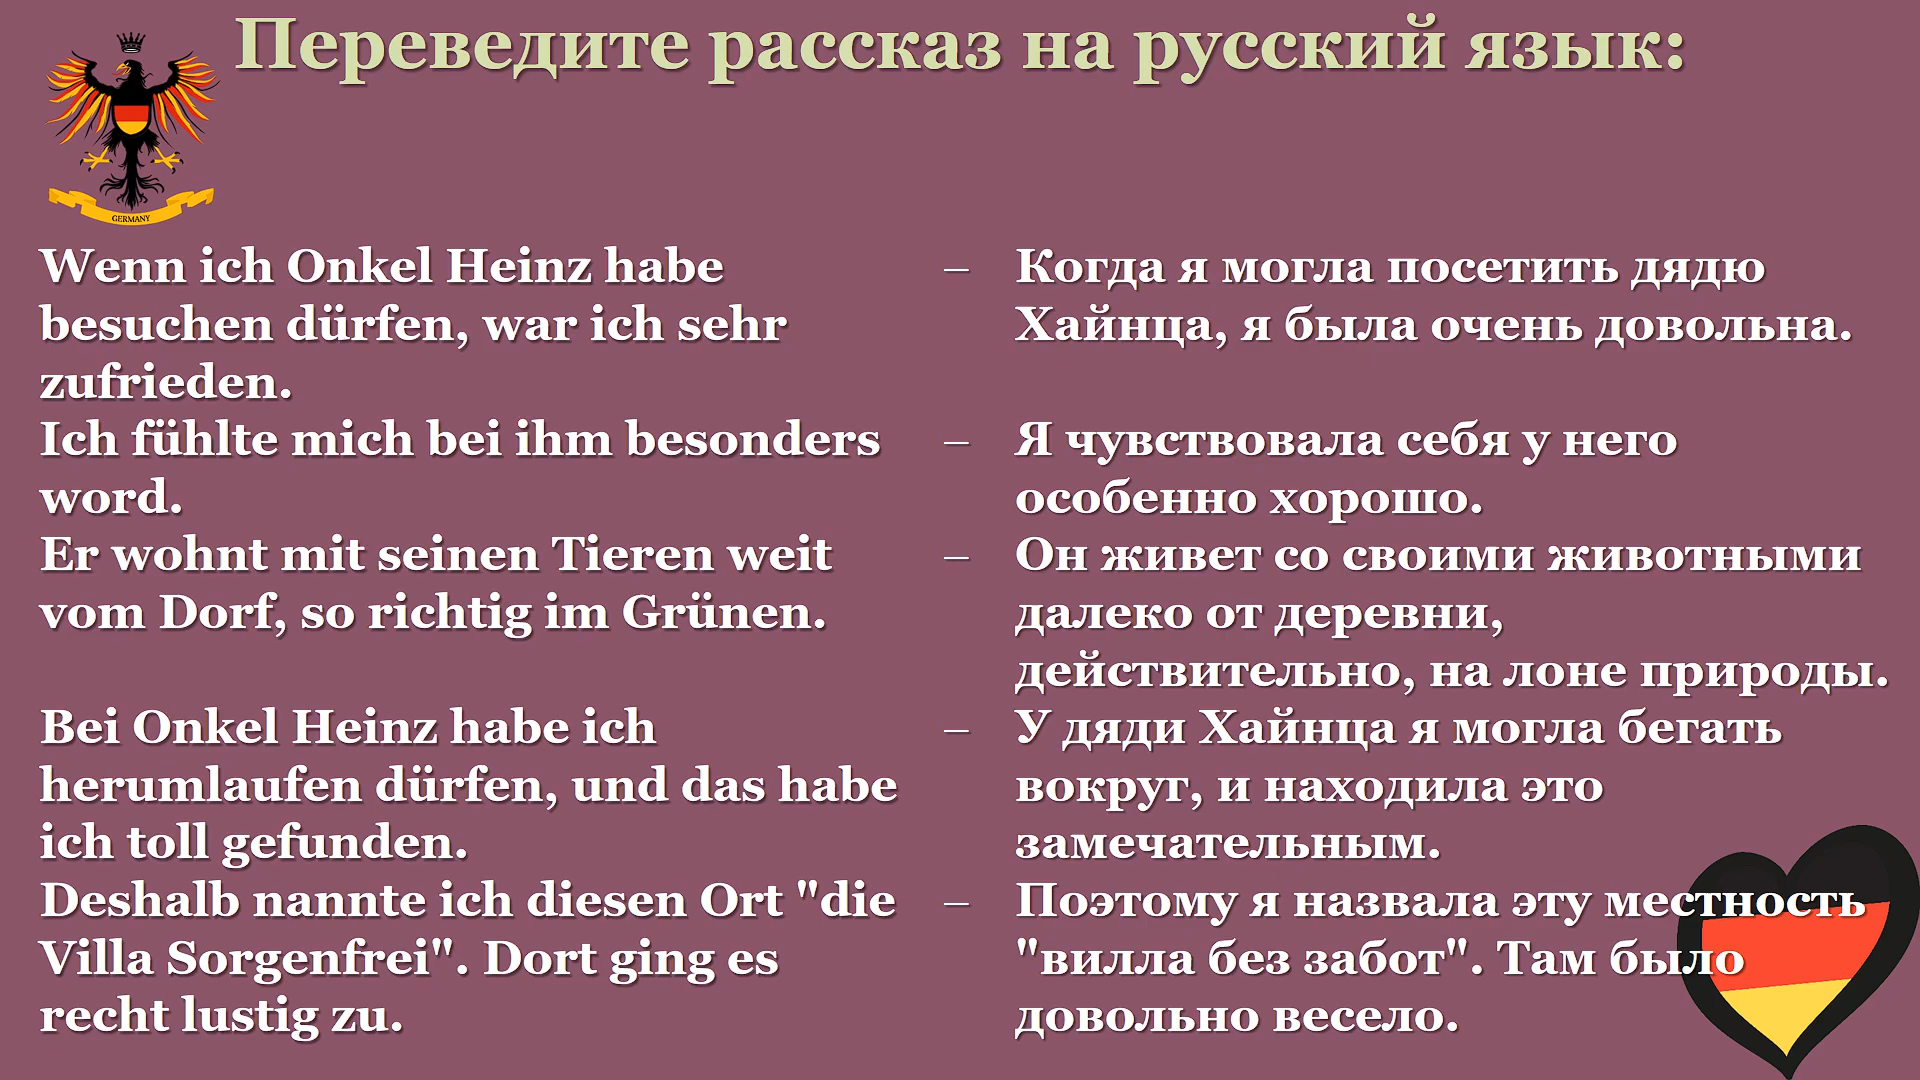 Переведите рассказ на русский язык:
GERMANY
Wenn ich Onkel Heinz habe
besuchen dürfen, war ich sehr
zufrieden.
– Когда я могла посетить дядю
Хайнца, я была очень довольна.
Ich fühlte mich bei ihm besonders
word.
– Я чувствовала себя у него
особенно хорошо.
Er wohnt mit seinen Tieren weit
vom Dorf, so richtig im Grünen.
– Он живет со своими животными
далеко от деревни,
действительно, на лоне природы.
Bei Onkel Heinz habe ich
herumlaufen dürfen, und das habe
ich toll gefunden.
– У дяди Хайнца я могла бегать
вокруг, и находила это
замечательным.
Deshalb nannte ich diesen Ort "die
Villa Sorgenfrei". Dort ging es
recht lustig zu.
– Поэтому я назвала эту местность
"вилла без забот". Там было
довольно весело.